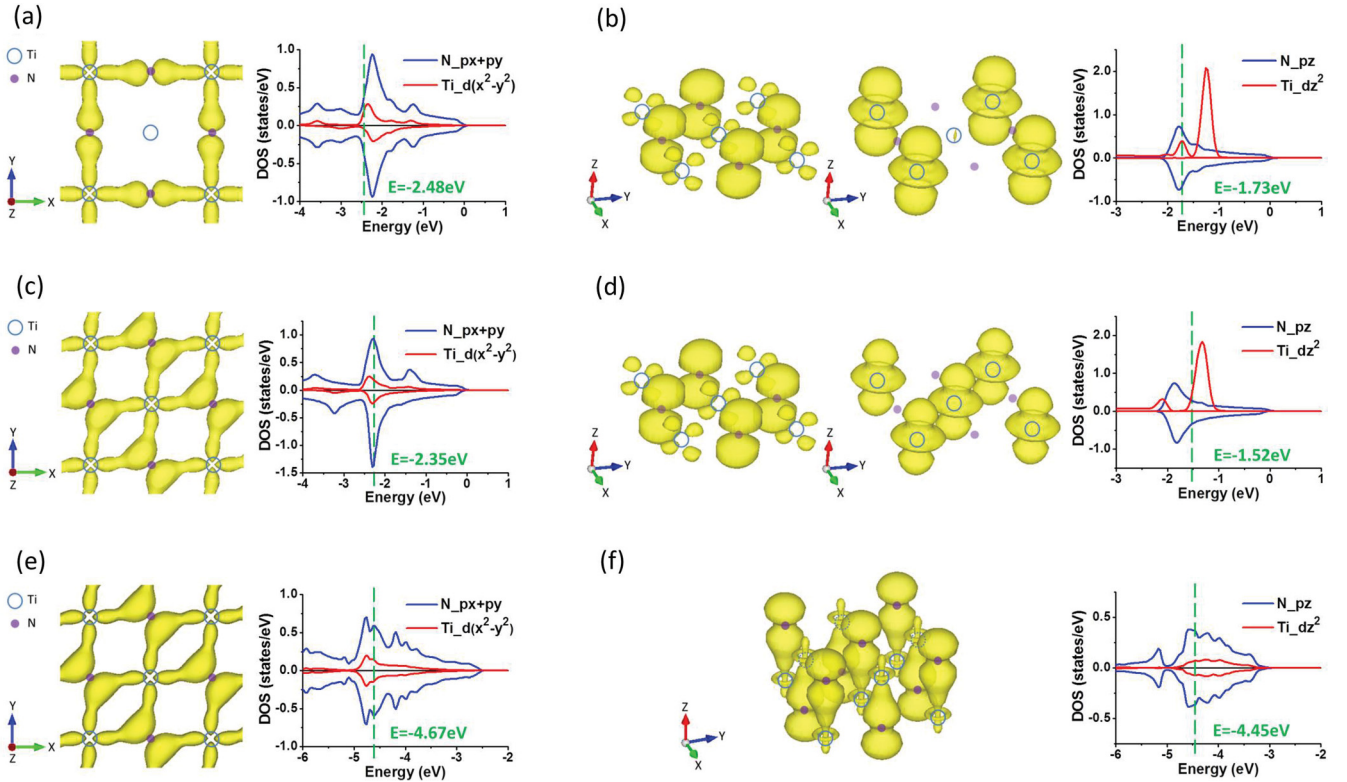 (a)
Ti
N
Y
Z
X
DOS (states/eV)
1.0
0.5
0.0
0.5
-1.0
-4
-3
-2
-1
0
1
Energy (eV)
N_px+py
Ti_d(x²-y²)
E=-2.48eV
(b)
Z
Y
X
Z
Y
X
DOS (states/eV)
2.0
1.0
0.0
-1.0
-3
-2
-1
0
1
Energy (eV)
N_pz
Ti_dz²
E=-1.73eV
(c)
Ti
N
Y
Z
X
DOS (states/eV)
1.0
0.5
0.0
-0.5
-1.0
-1.5
-4
-3
-2
-1
0
1
Energy (eV)
N_px+py
Ti_d(x²-y²)
E=-2.35eV
(d)
Z
Y
X
Z
Y
X
DOS (states/eV)
2.0
1.0
0.0
-1.0
-3
-2
-1
0
1
Energy (eV)
N_pz
Ti_dz²
E=-1.52eV
(e)
Ti
N
Y
Z
X
DOS (states/eV)
1.0
0.5
0.0
-0.5
-1.0
-6
-5
-4
-3
-2
-1
Energy (eV)
N_px+py
Ti_d(x²-y²)
E=-4.67eV
(f)
Z
Y
X
DOS (states/eV)
0.5
0.0
-0.5
-6
-5
-4
-3
-2
Energy (eV)
N_pz
Ti_dz²
E=-4.45eV